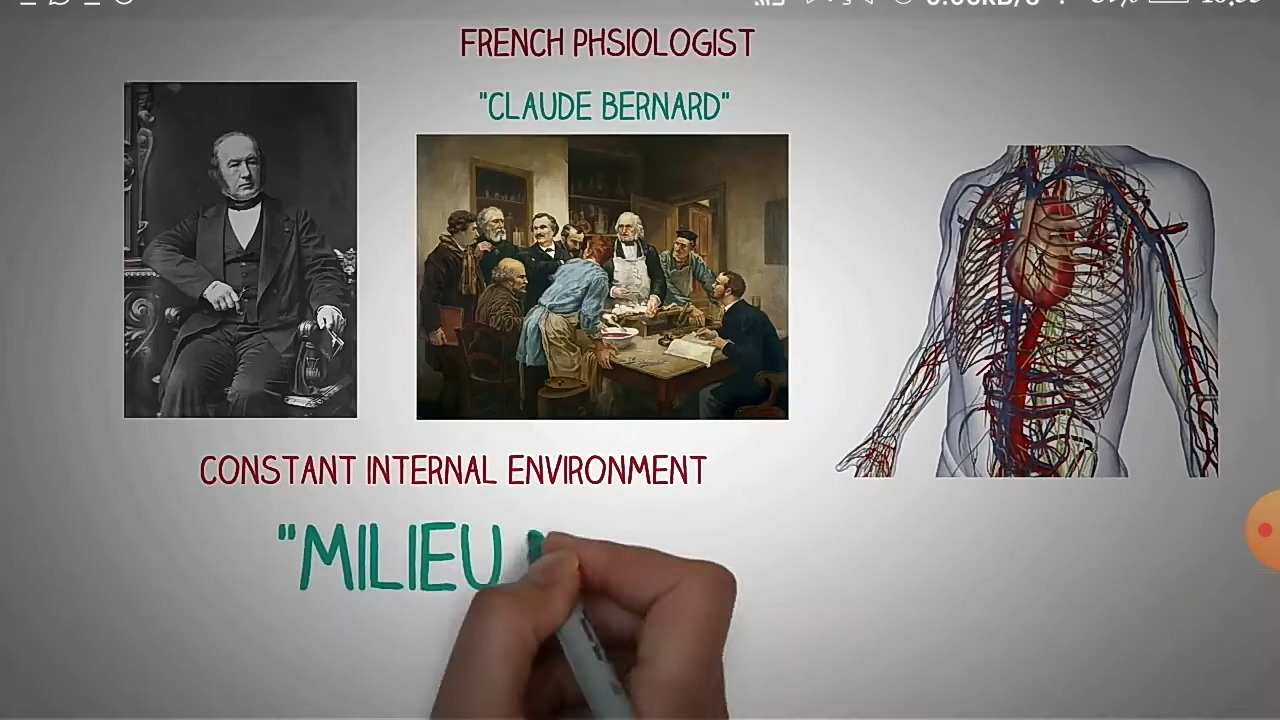 FRENCH PHSIOLOGIST
"CLAUDE BERNARD"
CONSTANT INTERNAL ENVIRONMENT
"MILIEU